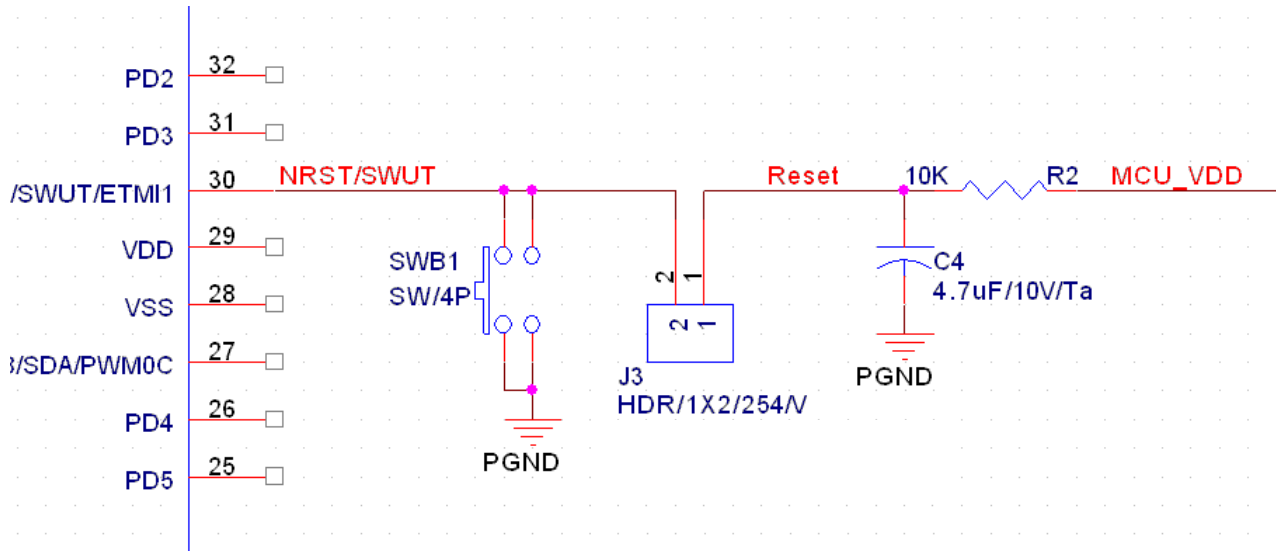 PD2 32
PD3 31
/SWUT/ETMI1 30 NRST/SWUT Reset 10K R2 MCU_VDD
VDD 29
SWB1
SW/4P
2 1
C4
4.7uF/10V/Ta
VSS 28
2 1
3/SDA/PWM0C 27
PGND
J3
HDR/1X2/254/V
PD4 26
PGND
PD5 25